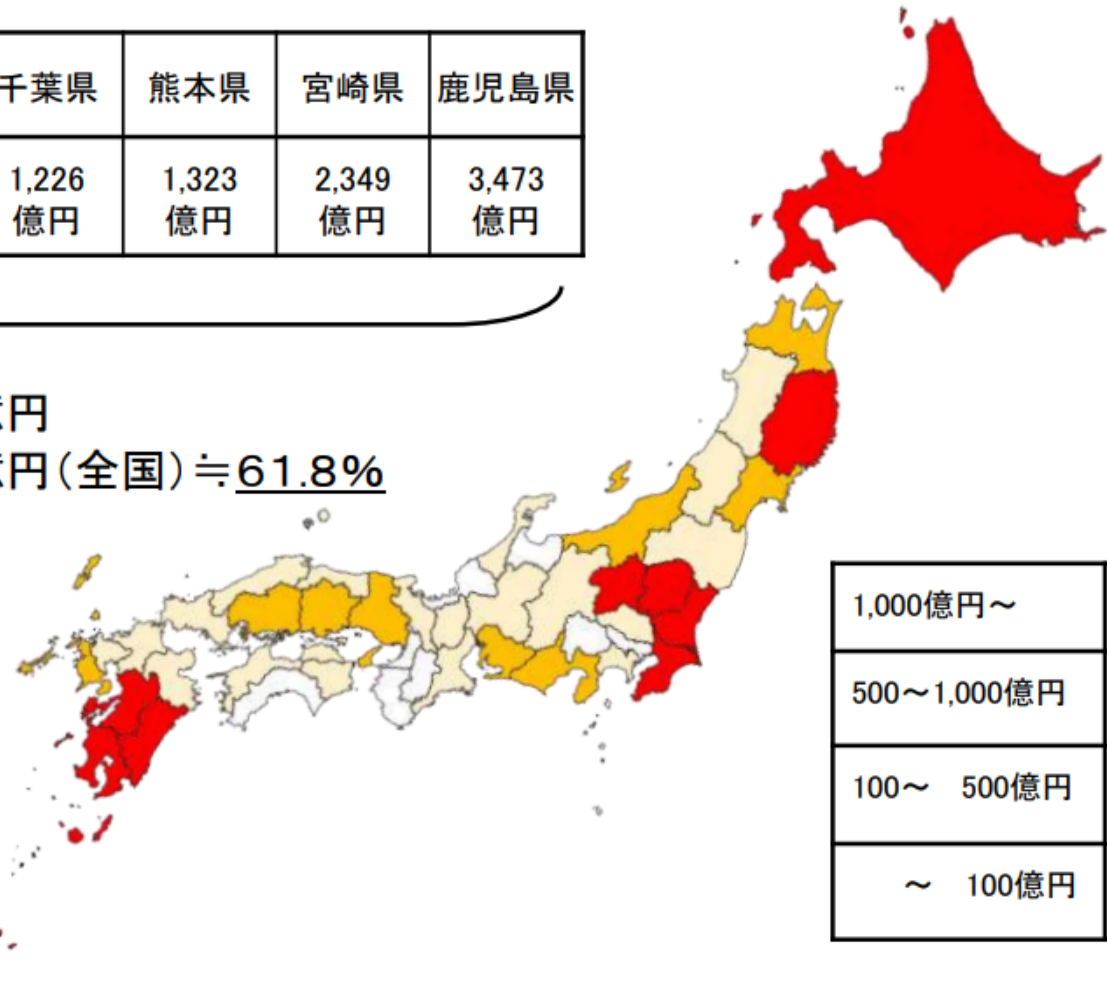 千葉県 熊本県 宮崎県 鹿児島県
1,226 1,323 2,349 3,473
億円 億円 億円 億円
億円
億円(全国)≒61.8%
1,000億円~
500~1,000億円
100~ 500億円
~ 100億円